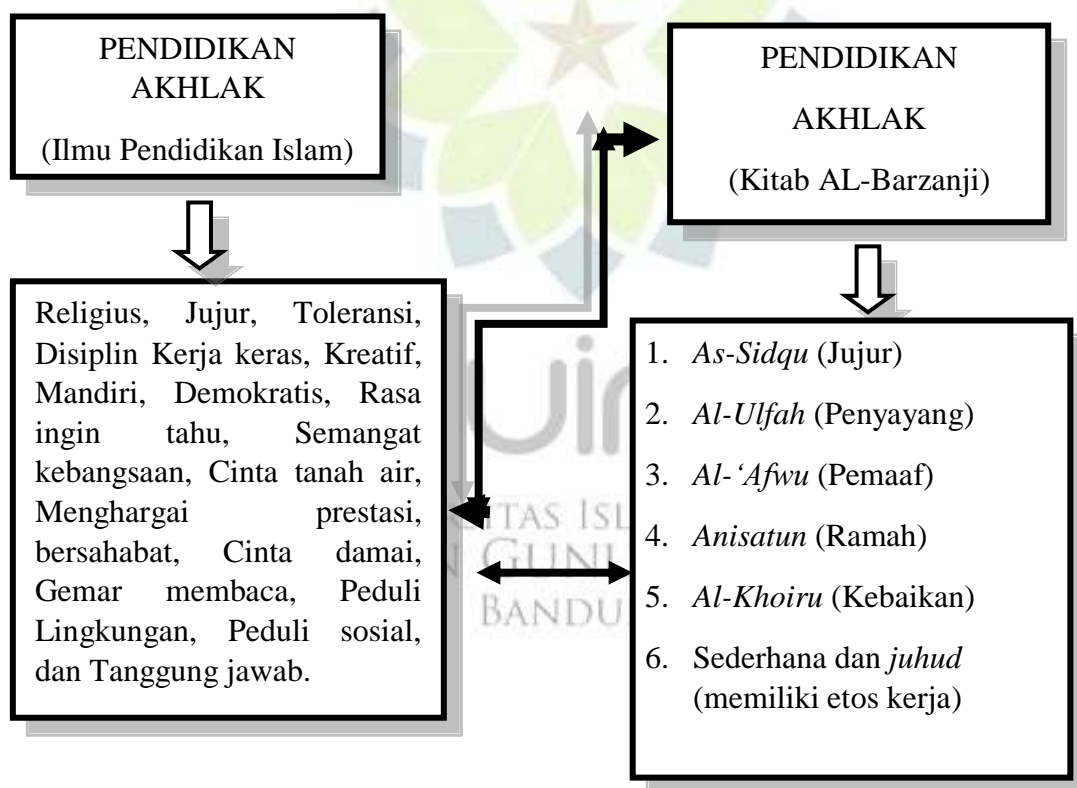 PENDIDIKAN
AKHLAK
(Ilmu Pendidikan Islam)
PENDIDIKAN
AKHLAK
(Kitab AL-Barzanji)
Religius, Jujur, Toleransi,
Disiplin Kerja keras, Kreatif,
Mandiri, Demokratis, Rasa
ingin tahu, Semangat
kebangsaan, Cinta tanah air,
Menghargai prestasi,
bersahabat, Cinta damai,
Gemar membaca, Peduli
Lingkungan, Peduli sosial,
dan Tanggung jawab.
1. As-Sidqu (Jujur)
2. Al-Ulfah (Penyayang)
3. Al-‘Afwu (Pemaaf)
4. Anisatun (Ramah)
5. Al-Khoiru (Kebaikan)
6. Sederhana dan juhud
(memiliki etos kerja)